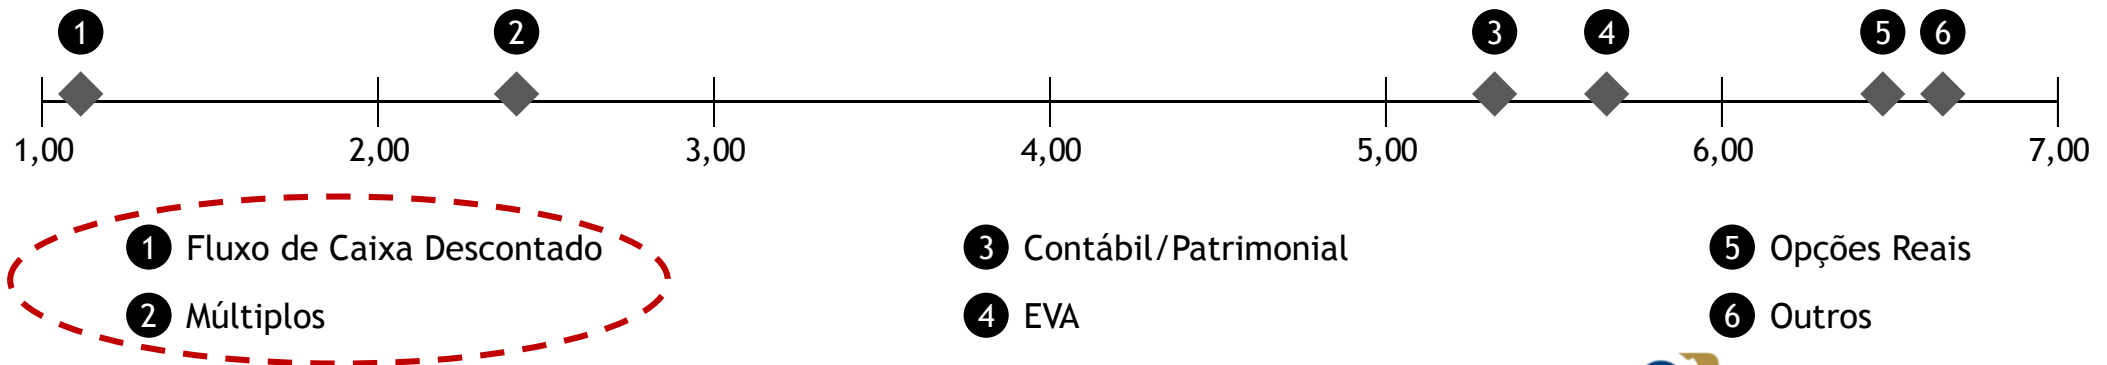 1 2 3 4 5 6
1,00 2,00 3,00 4,00 5,00 6,00 7,00
1 Fluxo de Caixa Descontado
2 Múltiplos
3 Contábil/Patrimonial
4 EVA
5 Opções Reais
6 Outros